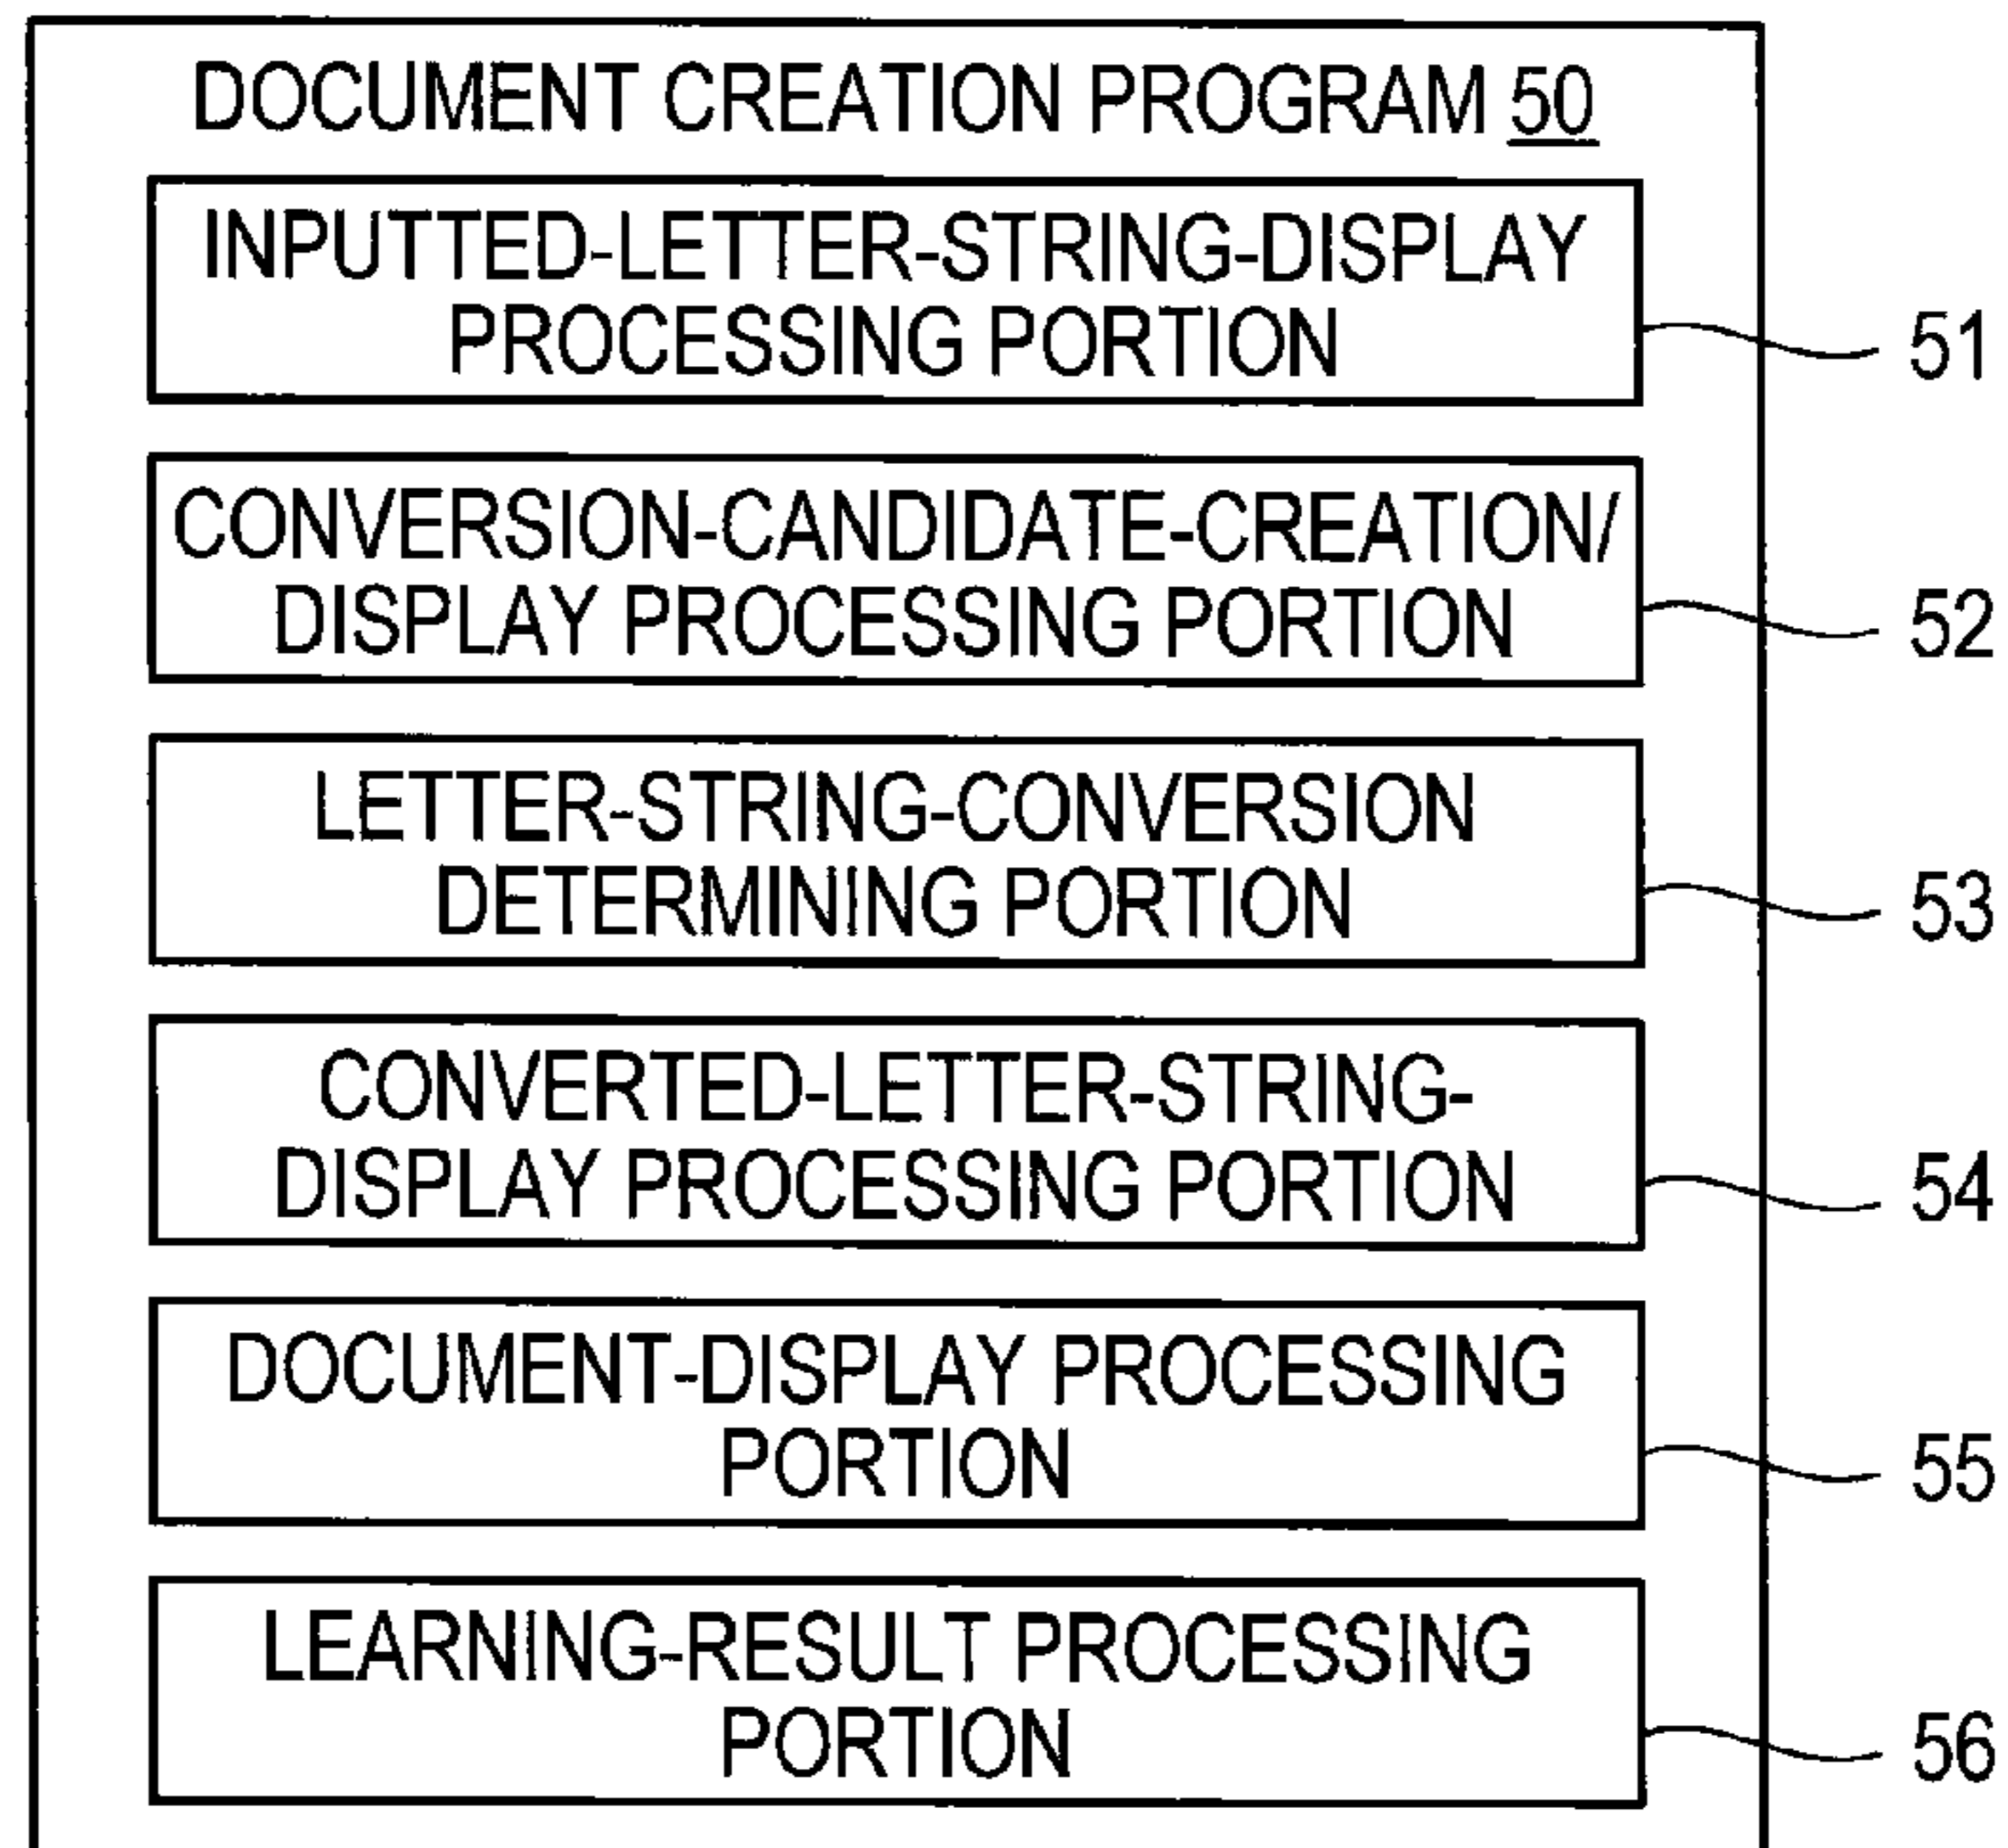 DOCUMENT CREATION PROGRAM 50
INPUTTED-LETTER-STRING-DISPLAY
PROCESSING PORTION
51
CONVERSION-CANDIDATE-CREATION/
DISPLAY PROCESSING PORTION
52
LETTER-STRING-CONVERSION
DETERMINING PORTION
53
CONVERTED-LETTER-STRING-
DISPLAY PROCESSING PORTION
54
DOCUMENT-DISPLAY PROCESSING
PORTION
55
LEARNING-RESULT PROCESSING
PORTION
56